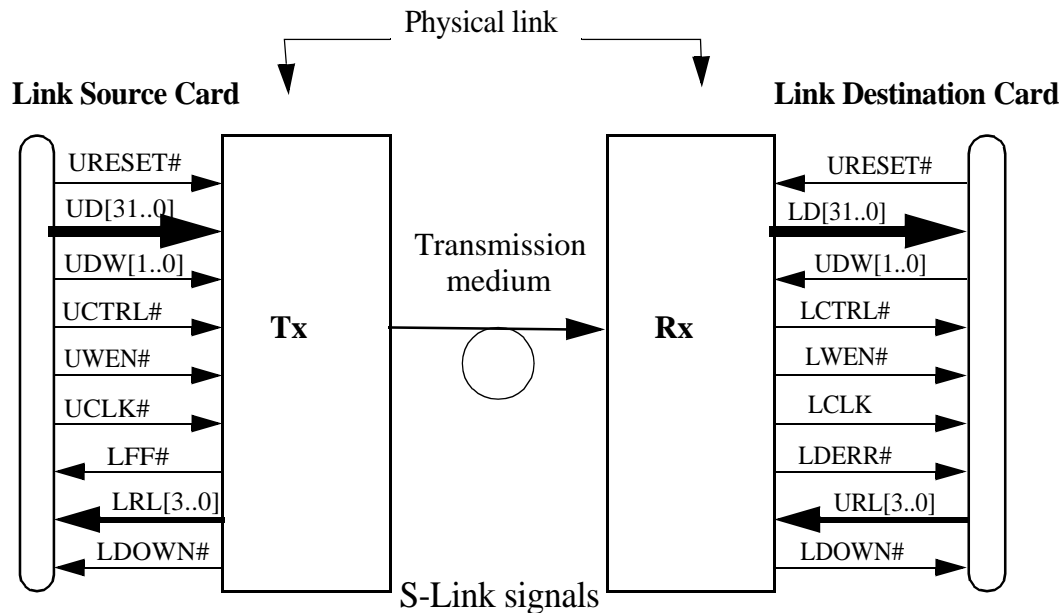 Physical link
Link Source Card
Link Destination Card
URESET#
UD[31..0]
UDW[1..0]
UCTRL#
UWEN#
UCLK#
LFF#
LRL[3..0]
LDOWN#
Tx
Transmission
medium
Rx
URESET#
LD[31..0]
UDW[1..0]
LCTRL#
LWEN#
LCLK
LDERR#
URL[3..0]
LDOWN#
S-Link signals